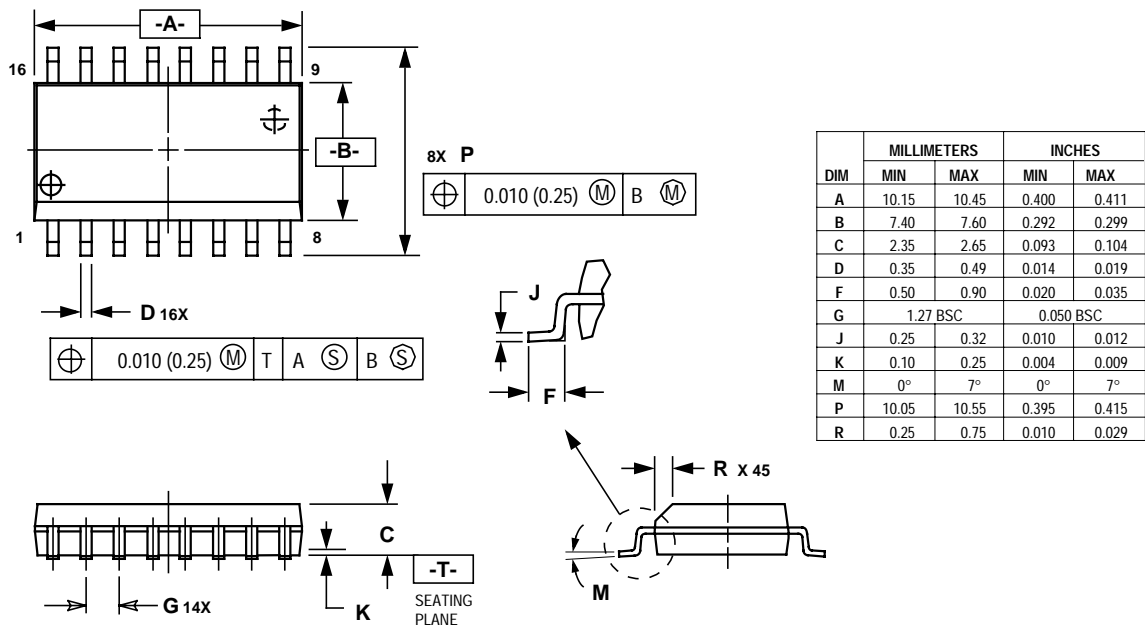 -A-
16 9
-B-
1 8
8X P
⌖ 0.010 (0.25) Ⓜ B Ⓜ
D 16X
⌖ 0.010 (0.25) Ⓜ T A Ⓢ B Ⓢ
J
F
MILLIMETERS INCHES
DIM MIN MAX MIN MAX
A 10.15 10.45 0.400 0.411
B 7.40 7.60 0.292 0.299
C 2.35 2.65 0.093 0.104
D 0.35 0.49 0.014 0.019
F 0.50 0.90 0.020 0.035
G 1.27 BSC 0.050 BSC
J 0.25 0.32 0.010 0.012
K 0.10 0.25 0.004 0.009
M 0° 7° 0° 7°
P 10.05 10.55 0.395 0.415
R 0.25 0.75 0.010 0.029
C
-T-
SEATING
PLANE
G 14X
K
R X 45
M